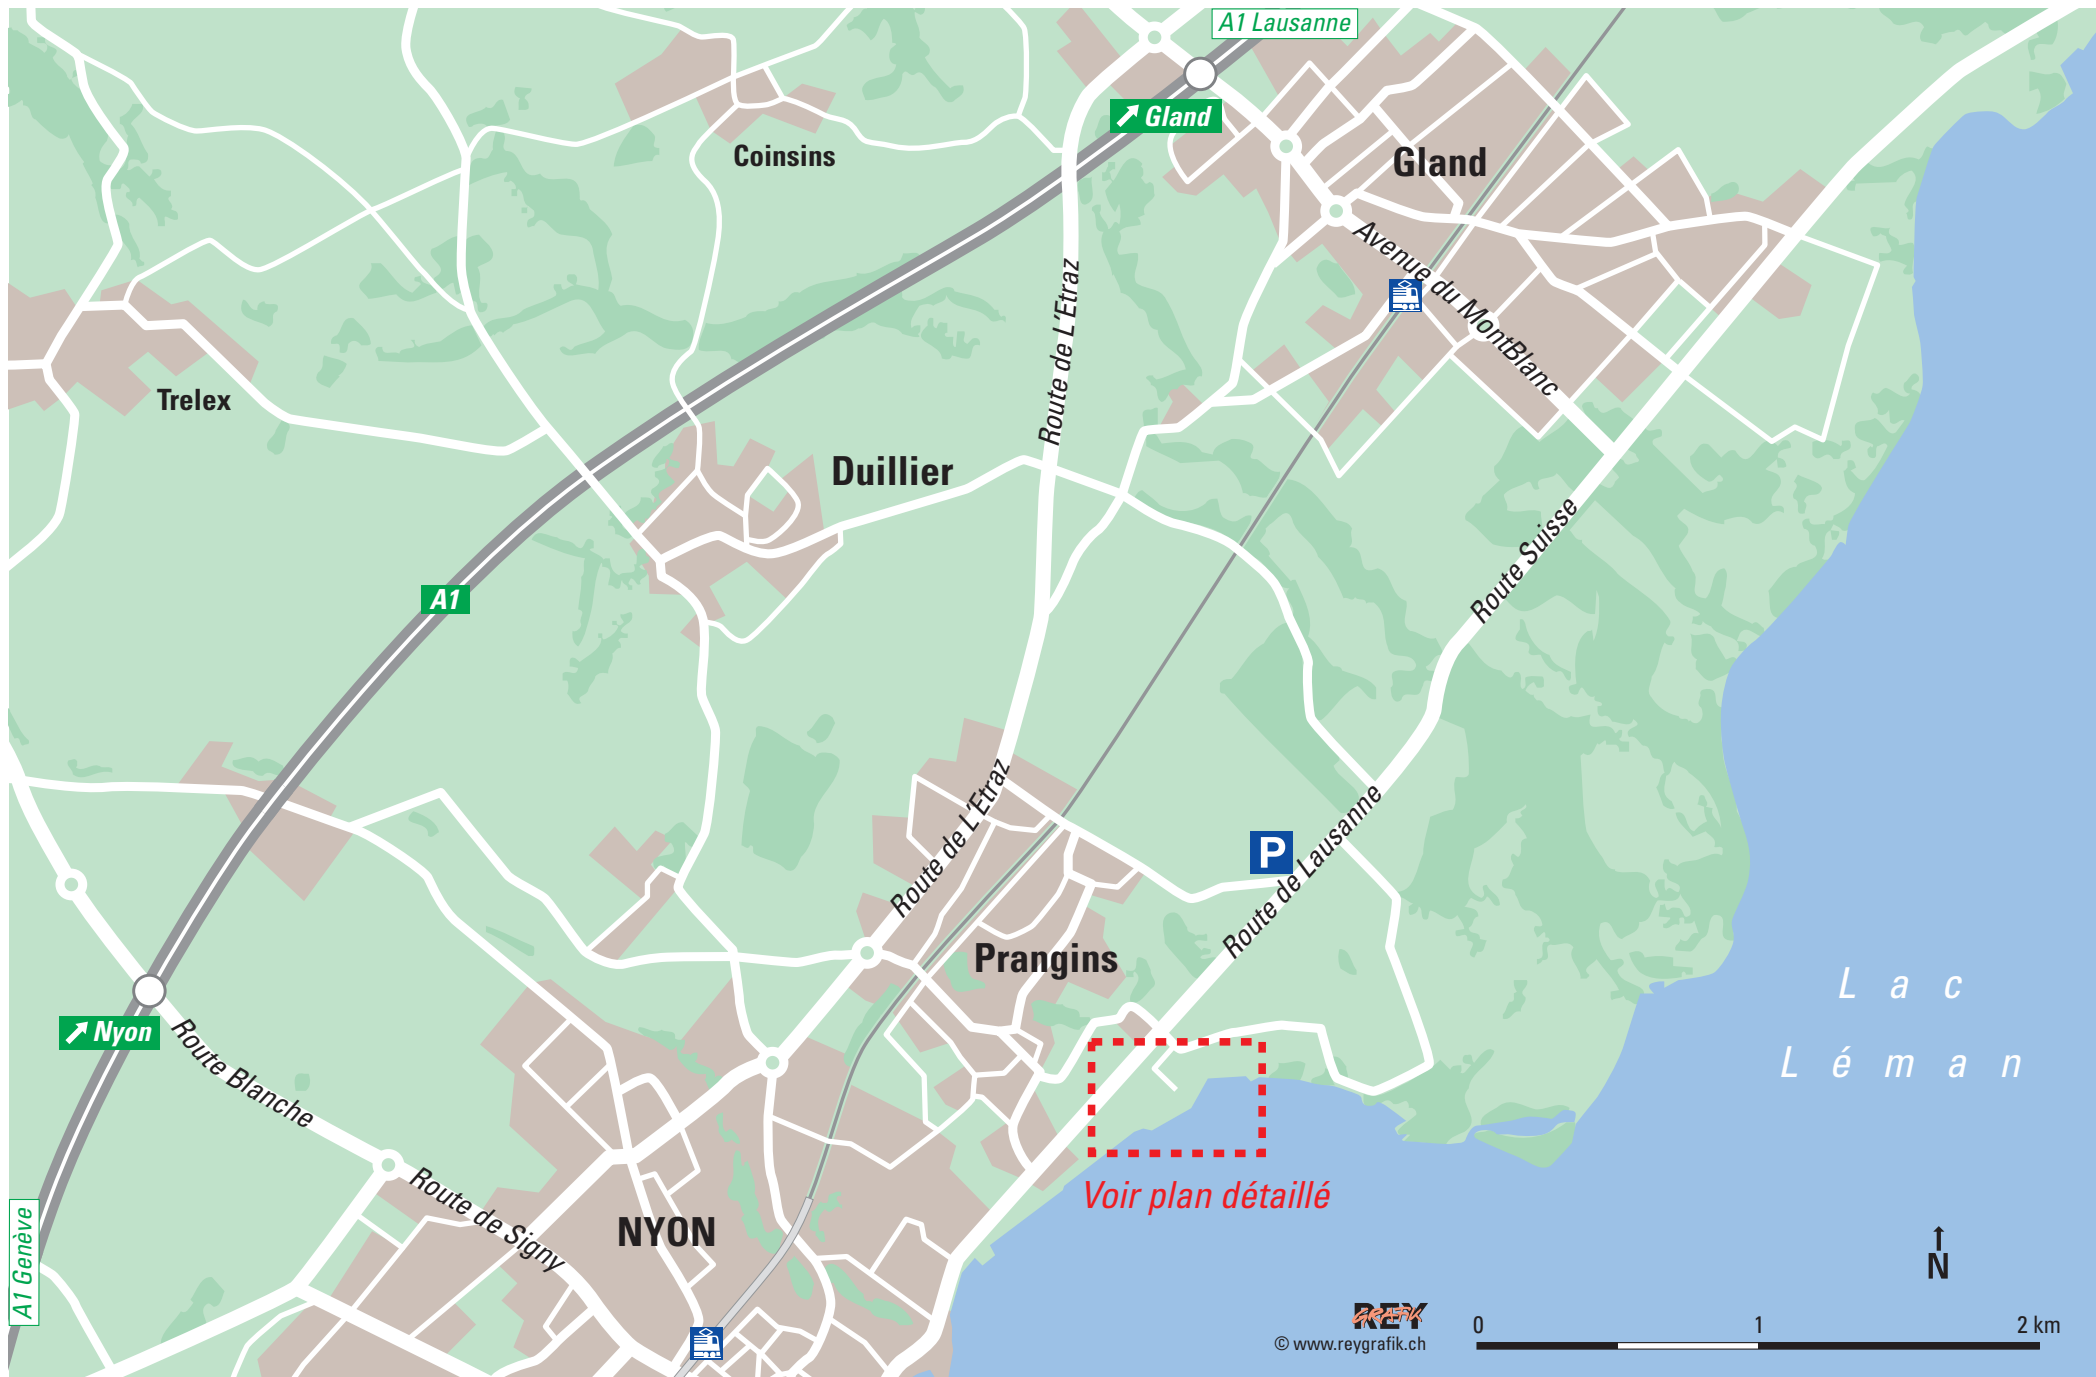 A1 Lausanne
Gland
Coinsins
Gland
Avenue du MontBlanc
Route de L'Etraz
Trelex
Duillier
Route Suisse
A1
Route de L'Etraz
Route de Lausanne
P
Prangins
Nyon
Route Blanche
Lac
Léman
Route de Signy
NYON
Voir plan détaillé
A1 Genève
N
REY
GRAFIK
© www.reygrafik.ch
0 1 2 km